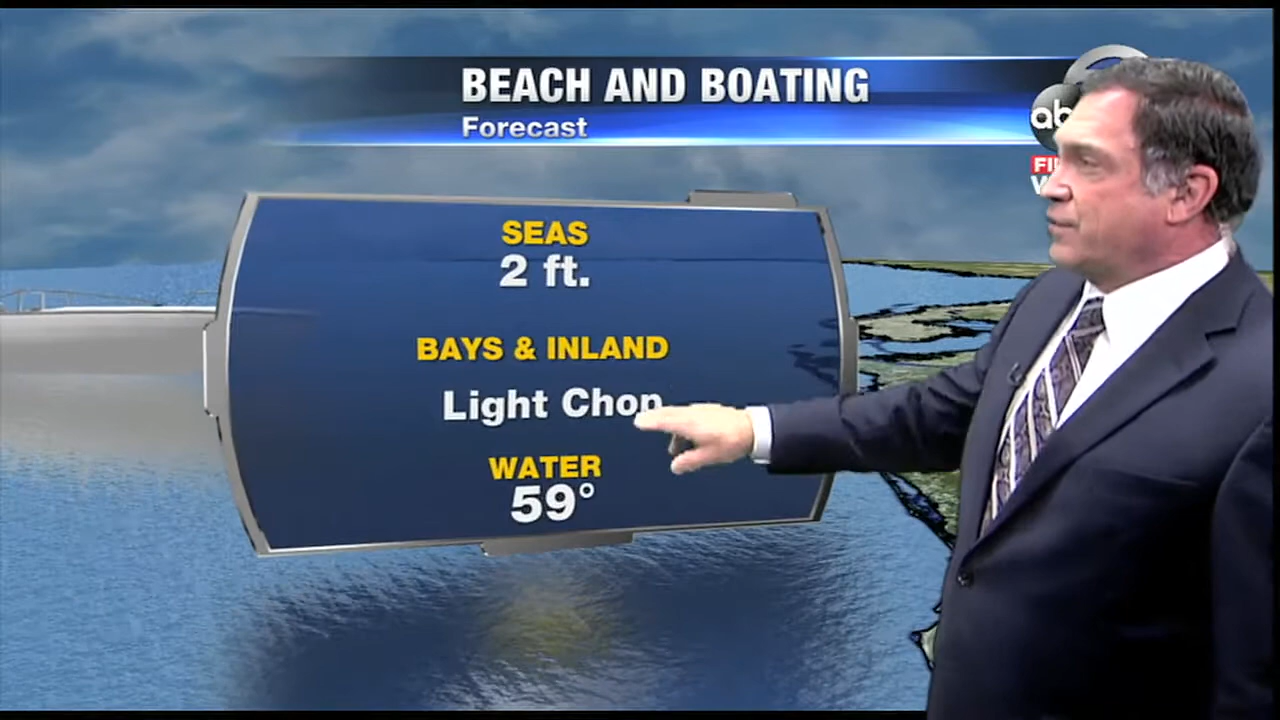 BEACH AND BOATING
Forecast
SEAS
2 ft.
BAYS & INLAND
Light Chop
WATER
59°